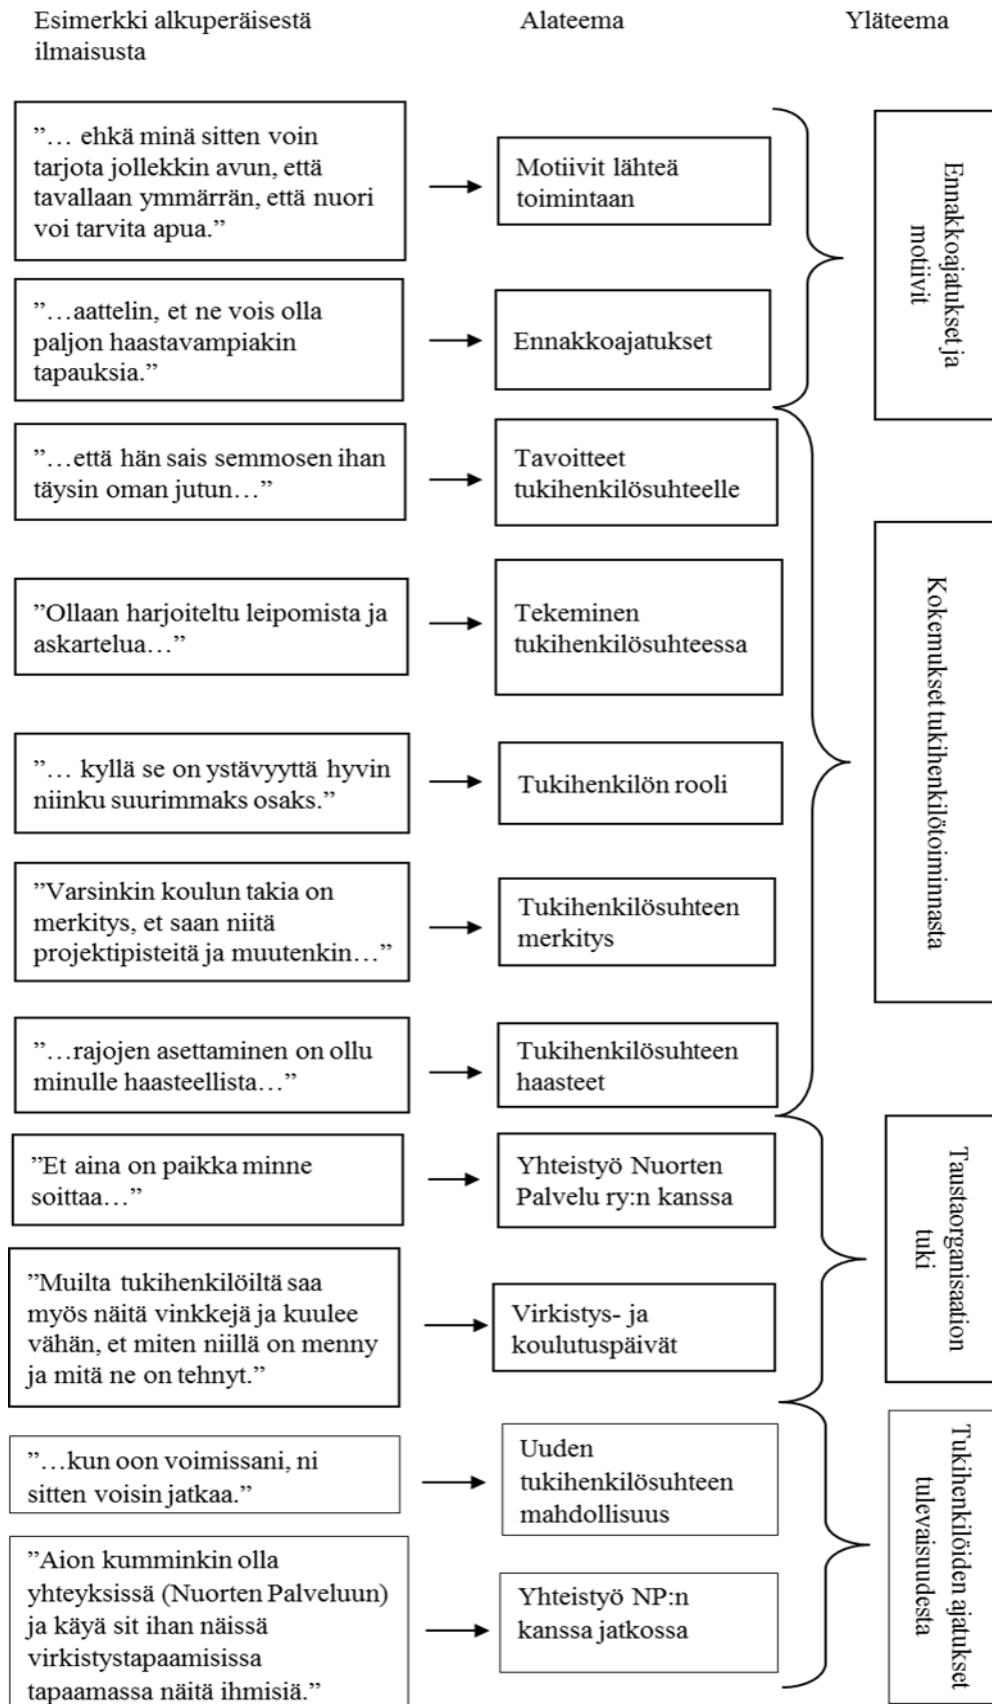 Esimerkki alkuperäisestä
ilmaisusta
Alateema
Yläteema
”… ehkä minä sitten voin
tarjota jollekkin avun, että
tavallaan ymmärrän, että nuori
voi tarvita apua.”
Motiivit lähteä
toimintaan
”…aattelin, et ne vois olla
paljon haastavampiakin
tapauksia.”
Ennakkoajatukset
Ennakkoajatukset ja
motiivit
”…että hän sais semmosen ihan
täysin oman jutun…”
Tavoitteet
tukihenkilösuhteelle
”Ollaan harjoiteltu leipomista ja
askartelua…”
Tekeminen
tukihenkilösuhteessa
”… kyllä se on ystävyyttä hyvin
niinku suurimmaks osaks.”
Tukihenkilön rooli
”Varsinkin koulun takia on
merkitys, et saan niitä
projektipisteitä ja muutenkin…”
Tukihenkilösuhteen
merkitys
”…rajojen asettaminen on ollu
minulle haasteellista…”
Tukihenkilösuhteen
haasteet
Kokemukset tukihenkilötoiminnasta
”Et aina on paikka minne
soittaa…”
Yhteistyö Nuorten
Palvelu ry:n kanssa
”Muilta tukihenkilöiltä saa
myös näitä vinkkejä ja kuulee
vähän, et miten niillä on menny
ja mitä ne on tehnyt.”
Virkistys- ja
koulutuspäivät
Taustaorganisaation
tuki
”…kun oon voimissani, ni
sitten voisin jatkaa.”
Uuden
tukihenkilösuhteen
mahdollisuus
”Aion kumminkin olla
yhteyksissä (Nuorten Palveluun)
ja käyä sit ihan näissä
virkistystapaamisissa
tapaamassa näitä ihmisiä.”
Yhteistyö NP:n
kanssa jatkossa
Tukihenkilöiden ajatukset
tulevaisuudesta